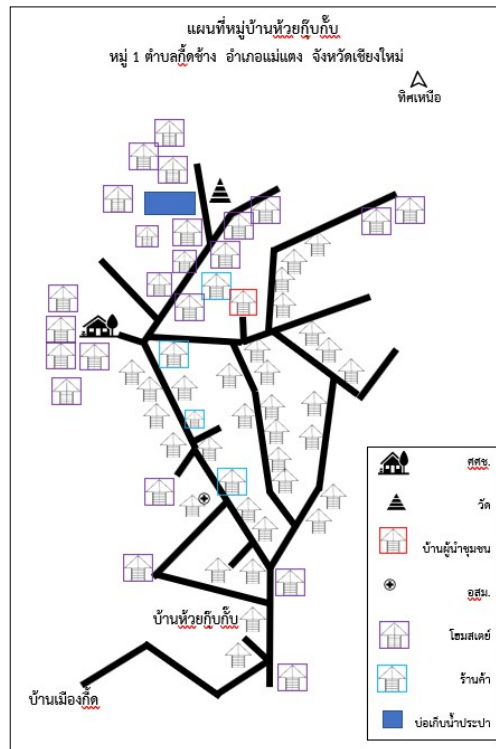 แผนที่หมู่บ้านห้วยกุ๊บกั๊บ
หมู่ 1 ตำบลกื้ดช้าง อำเภอแม่แตง จังหวัดเชียงใหม่
ทิศเหนือ
ศศช.
วัด
บ้านผู้นำชุมชน
อสม.
โฮมสเตย์
ร้านค้า
บ่อเก็บน้ำประปา
บ้านห้วยกุ๊บกั๊บ
บ้านเมืองกื้ด